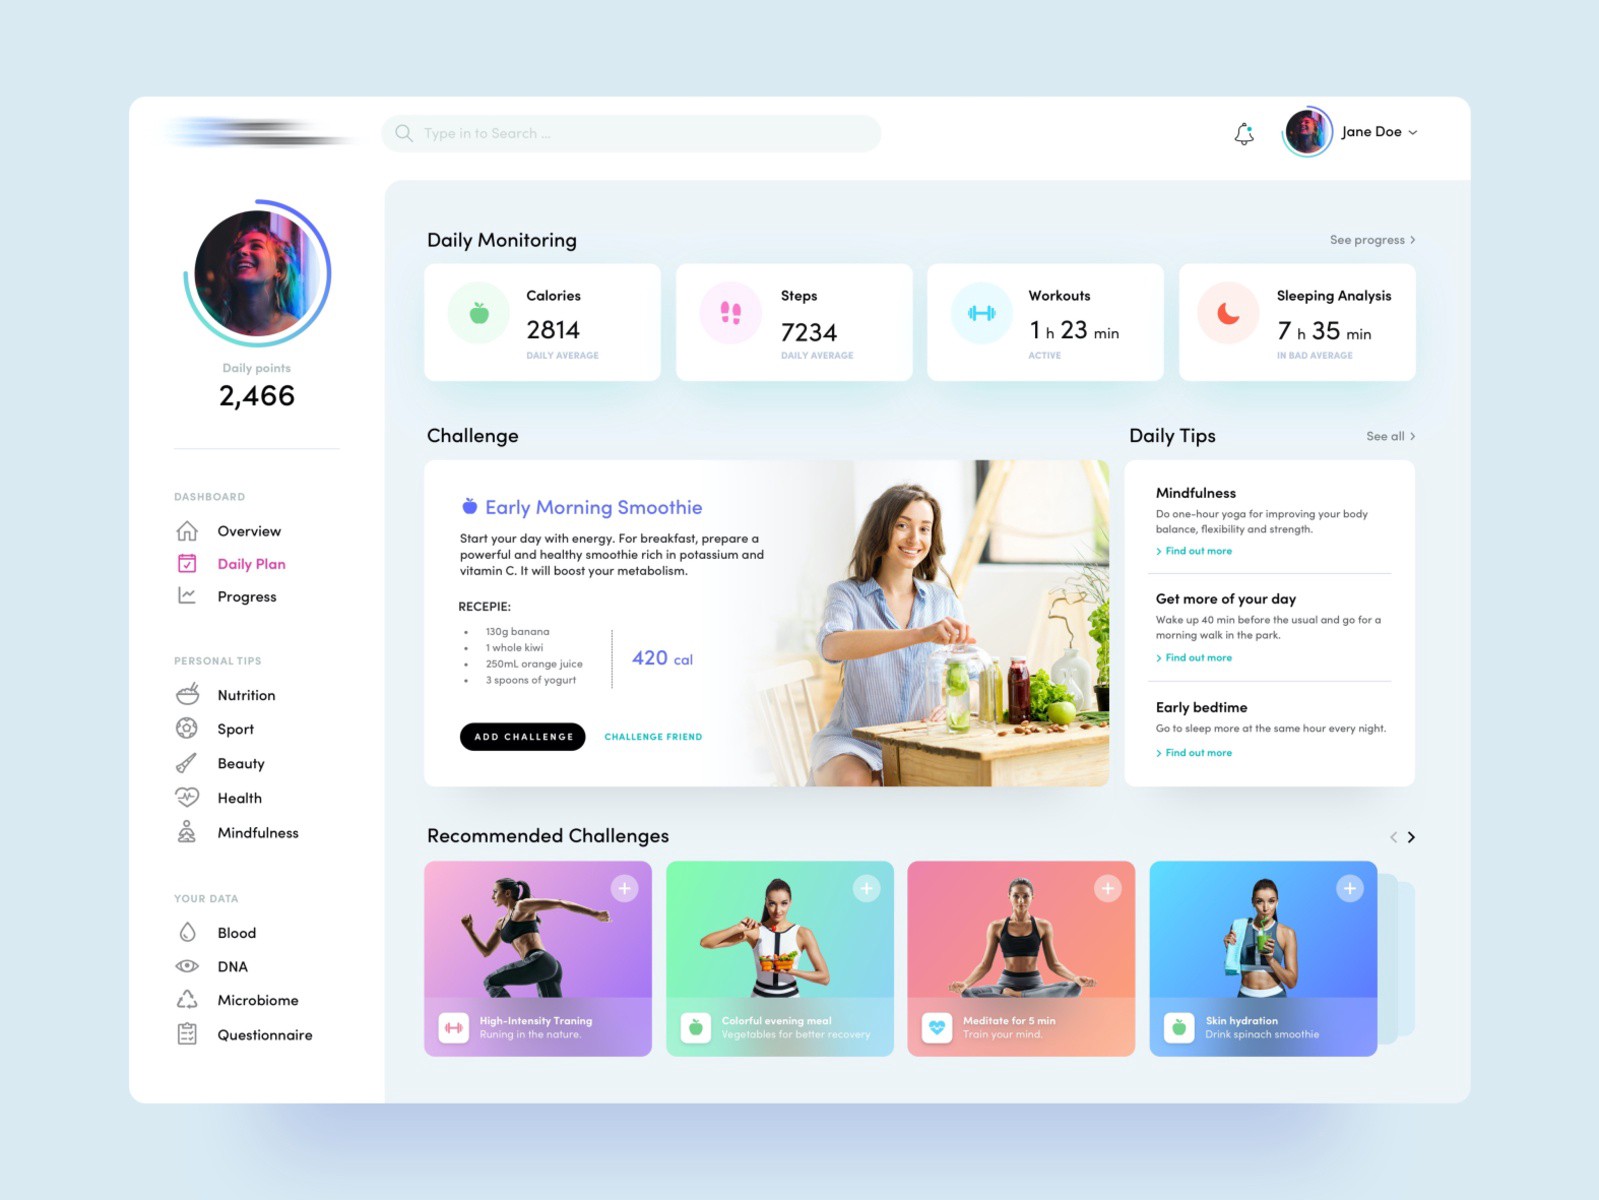 Type in to Search ...
Jane Doe
Daily points
2,466
DASHBOARD
Overview
Daily Plan
Progress
PERSONAL TIPS
Nutrition
Sport
Beauty
Health
Mindfulness
YOUR DATA
Blood
DNA
Microbiome
Questionnaire
Daily Monitoring
See progress
Calories
2814
DAILY AVERAGE
Steps
7234
DAILY AVERAGE
Workouts
1 h 23 min
ACTIVE
Sleeping Analysis
7 h 35 min
IN BAD AVERAGE
Challenge
Early Morning Smoothie
Start your day with energy. For breakfast, prepare a
powerful and healthy smoothie rich in potassium and
vitamin C. It will boost your metabolism.
RECEPIE:
• 130g banana
• 1 whole kiwi
• 250mL orange juice
• 3 spoons of yogurt
420 cal
ADD CHALLENGE
CHALLENGE FRIEND
Daily Tips
See all
Mindfulness
Do one-hour yoga for improving your body
balance, flexibility and strength.
Find out more
Get more of your day
Wake up 40 min before the usual and go for a
morning walk in the park.
Find out more
Early bedtime
Go to sleep more at the same hour every night.
Find out more
Recommended Challenges
High-Intensity Traning
Runing in the nature.
Colorful evening meal
Vegetables for better recovery
Meditate for 5 min
Train your mind.
Skin hydration
Drink spinach smoothie